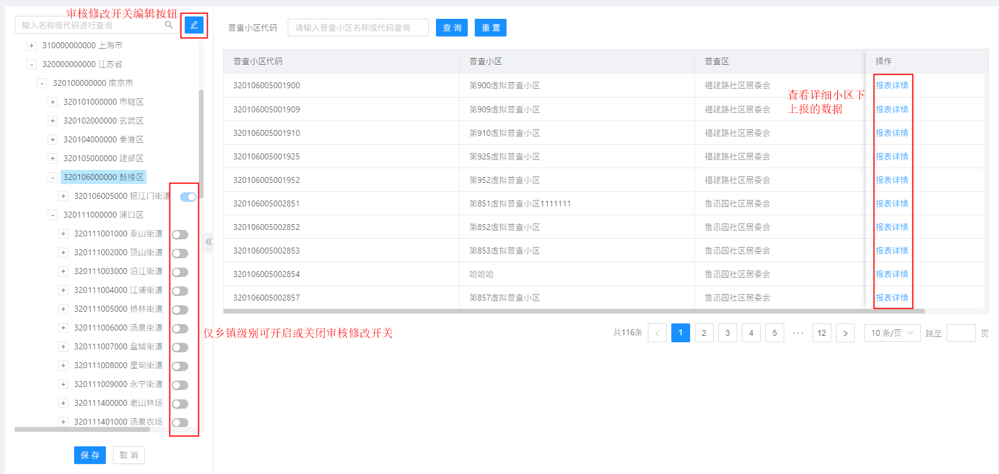 审核修改开关编辑按钮
输入名称或代码进行查询
310000000000 上海市
320000000000 江苏省
320100000000 南京市
320101000000 市辖区
320102000000 玄武区
320104000000 秦淮区
320105000000 建邺区
320106000000 鼓楼区
320106005000 挹江门街道
320111000000 浦口区
320111001000 泰山街道
320111002000 顶山街道
320111003000 沿江街道
320111004000 江浦街道
320111005000 桥林街道
320111006000 汤泉街道
320111007000 盘城街道
320111008000 星甸街道
320111009000 永宁街道
320111400000 老山林场
320111401000 汤泉农场
保 存 取 消
仅乡镇级别可开启或关闭审核修改开关
普查小区代码 请输入普查小区名称或代码查询 查 询 重 置
普查小区代码 普查小区 普查区 操作
320106005001900 第900虚拟普查小区 福建路社区居委会 报表详情
320106005001909 第909虚拟普查小区 福建路社区居委会 报表详情
320106005001910 第910虚拟普查小区 福建路社区居委会 报表详情
320106005001925 第925虚拟普查小区 福建路社区居委会 报表详情
320106005001952 第952虚拟普查小区 福建路社区居委会 报表详情
320106005002851 第851虚拟普查小区1111111 鲁迅园社区居委会 报表详情
320106005002852 第852虚拟普查小区 鲁迅园社区居委会 报表详情
320106005002853 第853虚拟普查小区 鲁迅园社区居委会 报表详情
320106005002854 哈哈哈 鲁迅园社区居委会 报表详情
320106005002857 第857虚拟普查小区 鲁迅园社区居委会 报表详情
查看详细小区下
上报的数据
共116条 < 1 2 3 4 5 ••• 12 > 10 条/页 跳至 页